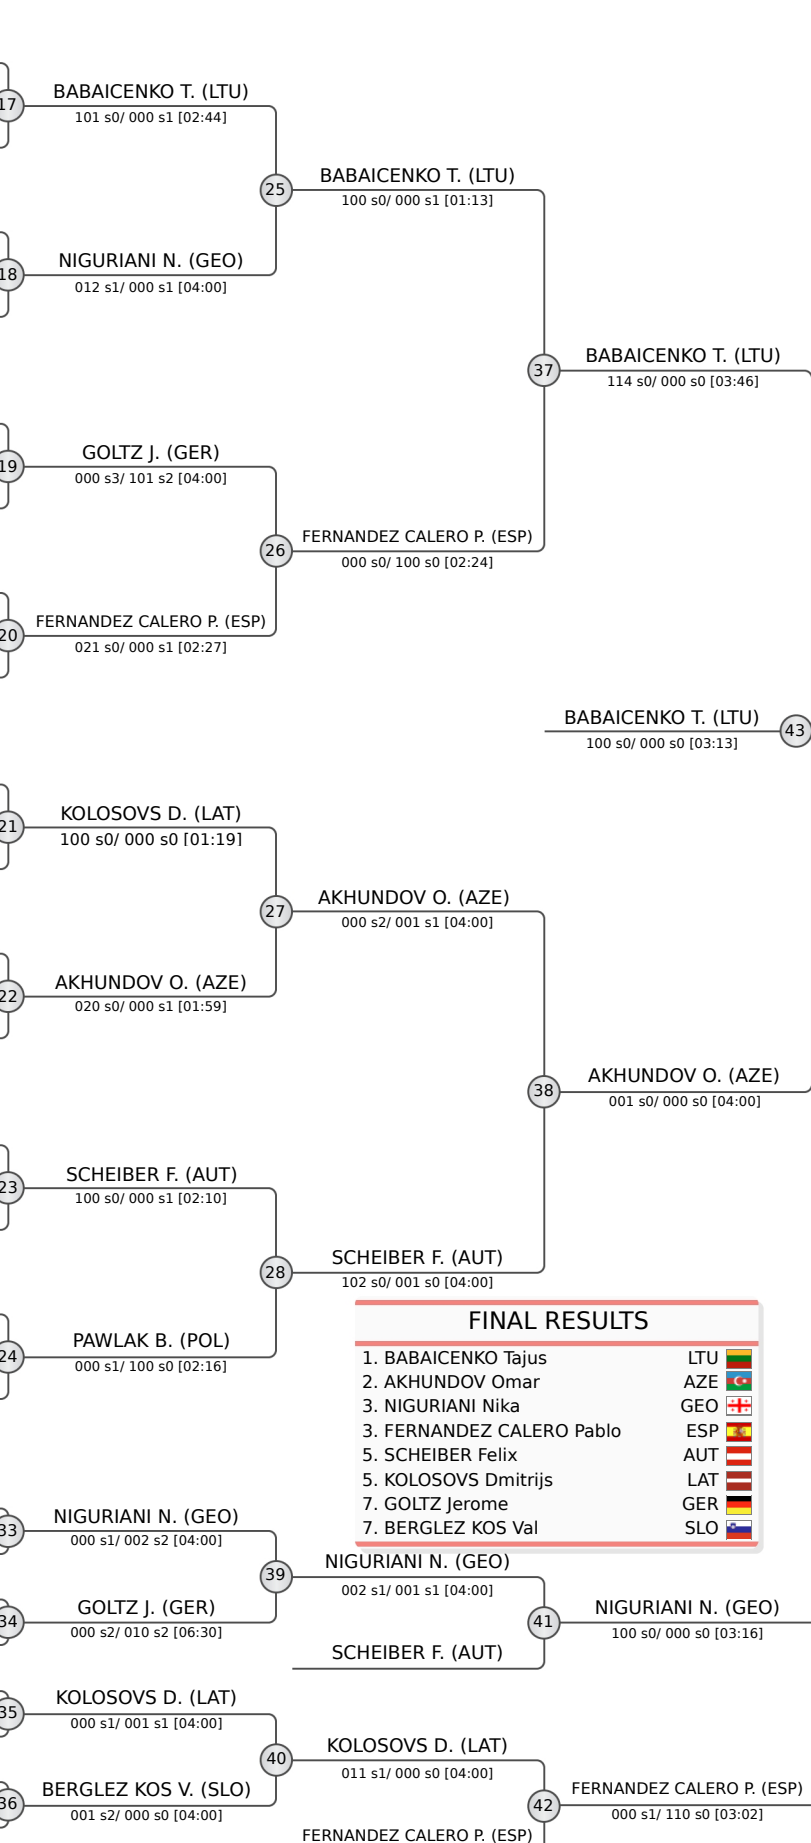 BABAICENKO T. (LTU)
17
101 s0/ 000 s1 [02:44]
BABAICENKO T. (LTU)
25
100 s0/ 000 s1 [01:13]
NIGURIANI N. (GEO)
18
012 s1/ 000 s1 [04:00]
BABAICENKO T. (LTU)
37
114 s0/ 000 s0 [03:46]
GOLTZ J. (GER)
19
000 s3/ 101 s2 [04:00]
FERNANDEZ CALERO P. (ESP)
26
000 s0/ 100 s0 [02:24]
FERNANDEZ CALERO P. (ESP)
20
021 s0/ 000 s1 [02:27]
BABAICENKO T. (LTU)
43
100 s0/ 000 s0 [03:13]
KOLOSOVS D. (LAT)
21
100 s0/ 000 s0 [01:19]
AKHUNDOV O. (AZE)
27
000 s2/ 001 s1 [04:00]
AKHUNDOV O. (AZE)
22
020 s0/ 000 s1 [01:59]
AKHUNDOV O. (AZE)
38
001 s0/ 000 s0 [04:00]
SCHEIBER F. (AUT)
23
100 s0/ 000 s1 [02:10]
SCHEIBER F. (AUT)
28
102 s0/ 001 s0 [04:00]
PAWLAK B. (POL)
24
000 s1/ 100 s0 [02:16]
FINAL RESULTS
1. BABAICENKO Tajus LTU
2. AKHUNDOV Omar AZE
3. NIGURIANI Nika GEO
3. FERNANDEZ CALERO Pablo ESP
5. SCHEIBER Felix AUT
5. KOLOSOVS Dmitrijs LAT
7. GOLTZ Jerome GER
7. BERGLEZ KOS Val SLO
NIGURIANI N. (GEO)
33
000 s1/ 002 s2 [04:00]
NIGURIANI N. (GEO)
39
002 s1/ 001 s1 [04:00]
GOLTZ J. (GER)
34
000 s2/ 010 s2 [06:30]
NIGURIANI N. (GEO)
41
100 s0/ 000 s0 [03:16]
SCHEIBER F. (AUT)
KOLOSOVS D. (LAT)
35
000 s1/ 001 s1 [04:00]
KOLOSOVS D. (LAT)
40
011 s1/ 000 s0 [04:00]
BERGLEZ KOS V. (SLO)
36
001 s2/ 000 s0 [04:00]
FERNANDEZ CALERO P. (ESP)
42
000 s1/ 110 s0 [03:02]
FERNANDEZ CALERO P. (ESP)